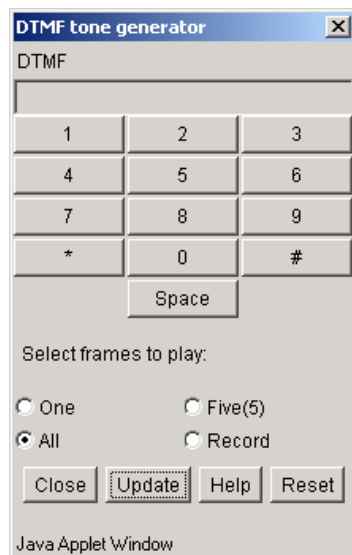 DTMF tone generator
DTMF
1 2 3
4 5 6
7 8 9
* 0 #
Space
Select frames to play:
One Five(5)
All Record
Close Update Help Reset
Java Applet Window